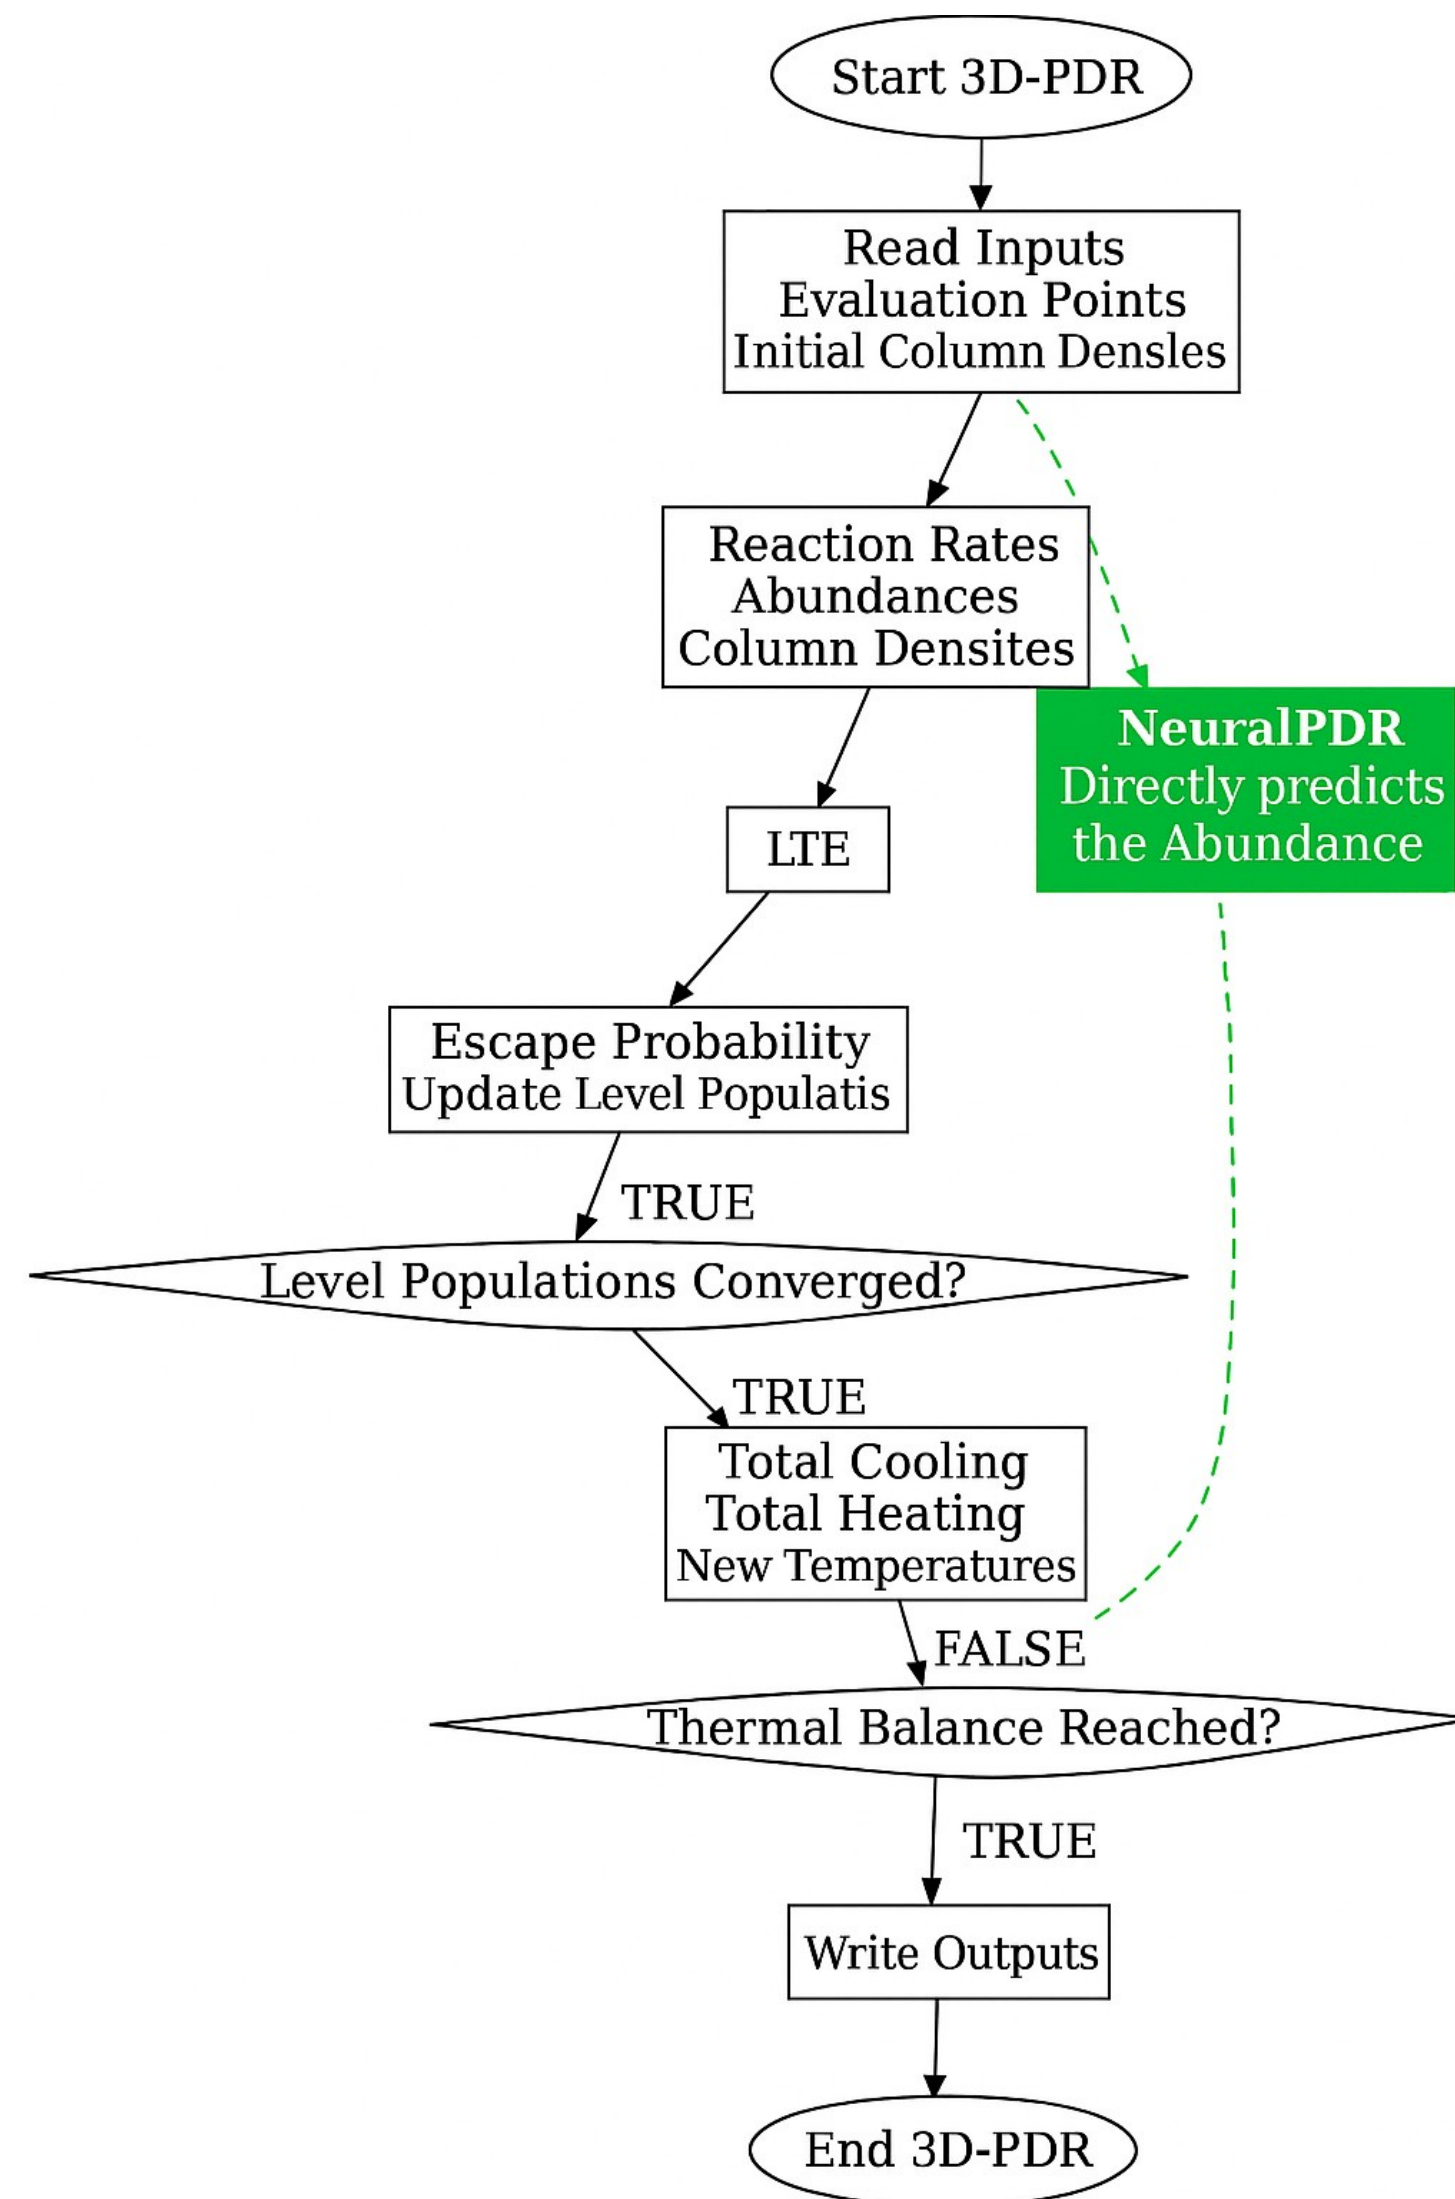 Start 3D-PDR
Read Inputs
Evaluation Points
Initial Column Densles
Reaction Rates
Abundances
Column Densites
NeuralPDR
Directly predicts
the Abundance
LTE
Escape Probability
Update Level Populatis
TRUE
Level Populations Converged?
TRUE
Total Cooling
Total Heating
New Temperatures
FALSE
Thermal Balance Reached?
TRUE
Write Outputs
End 3D-PDR